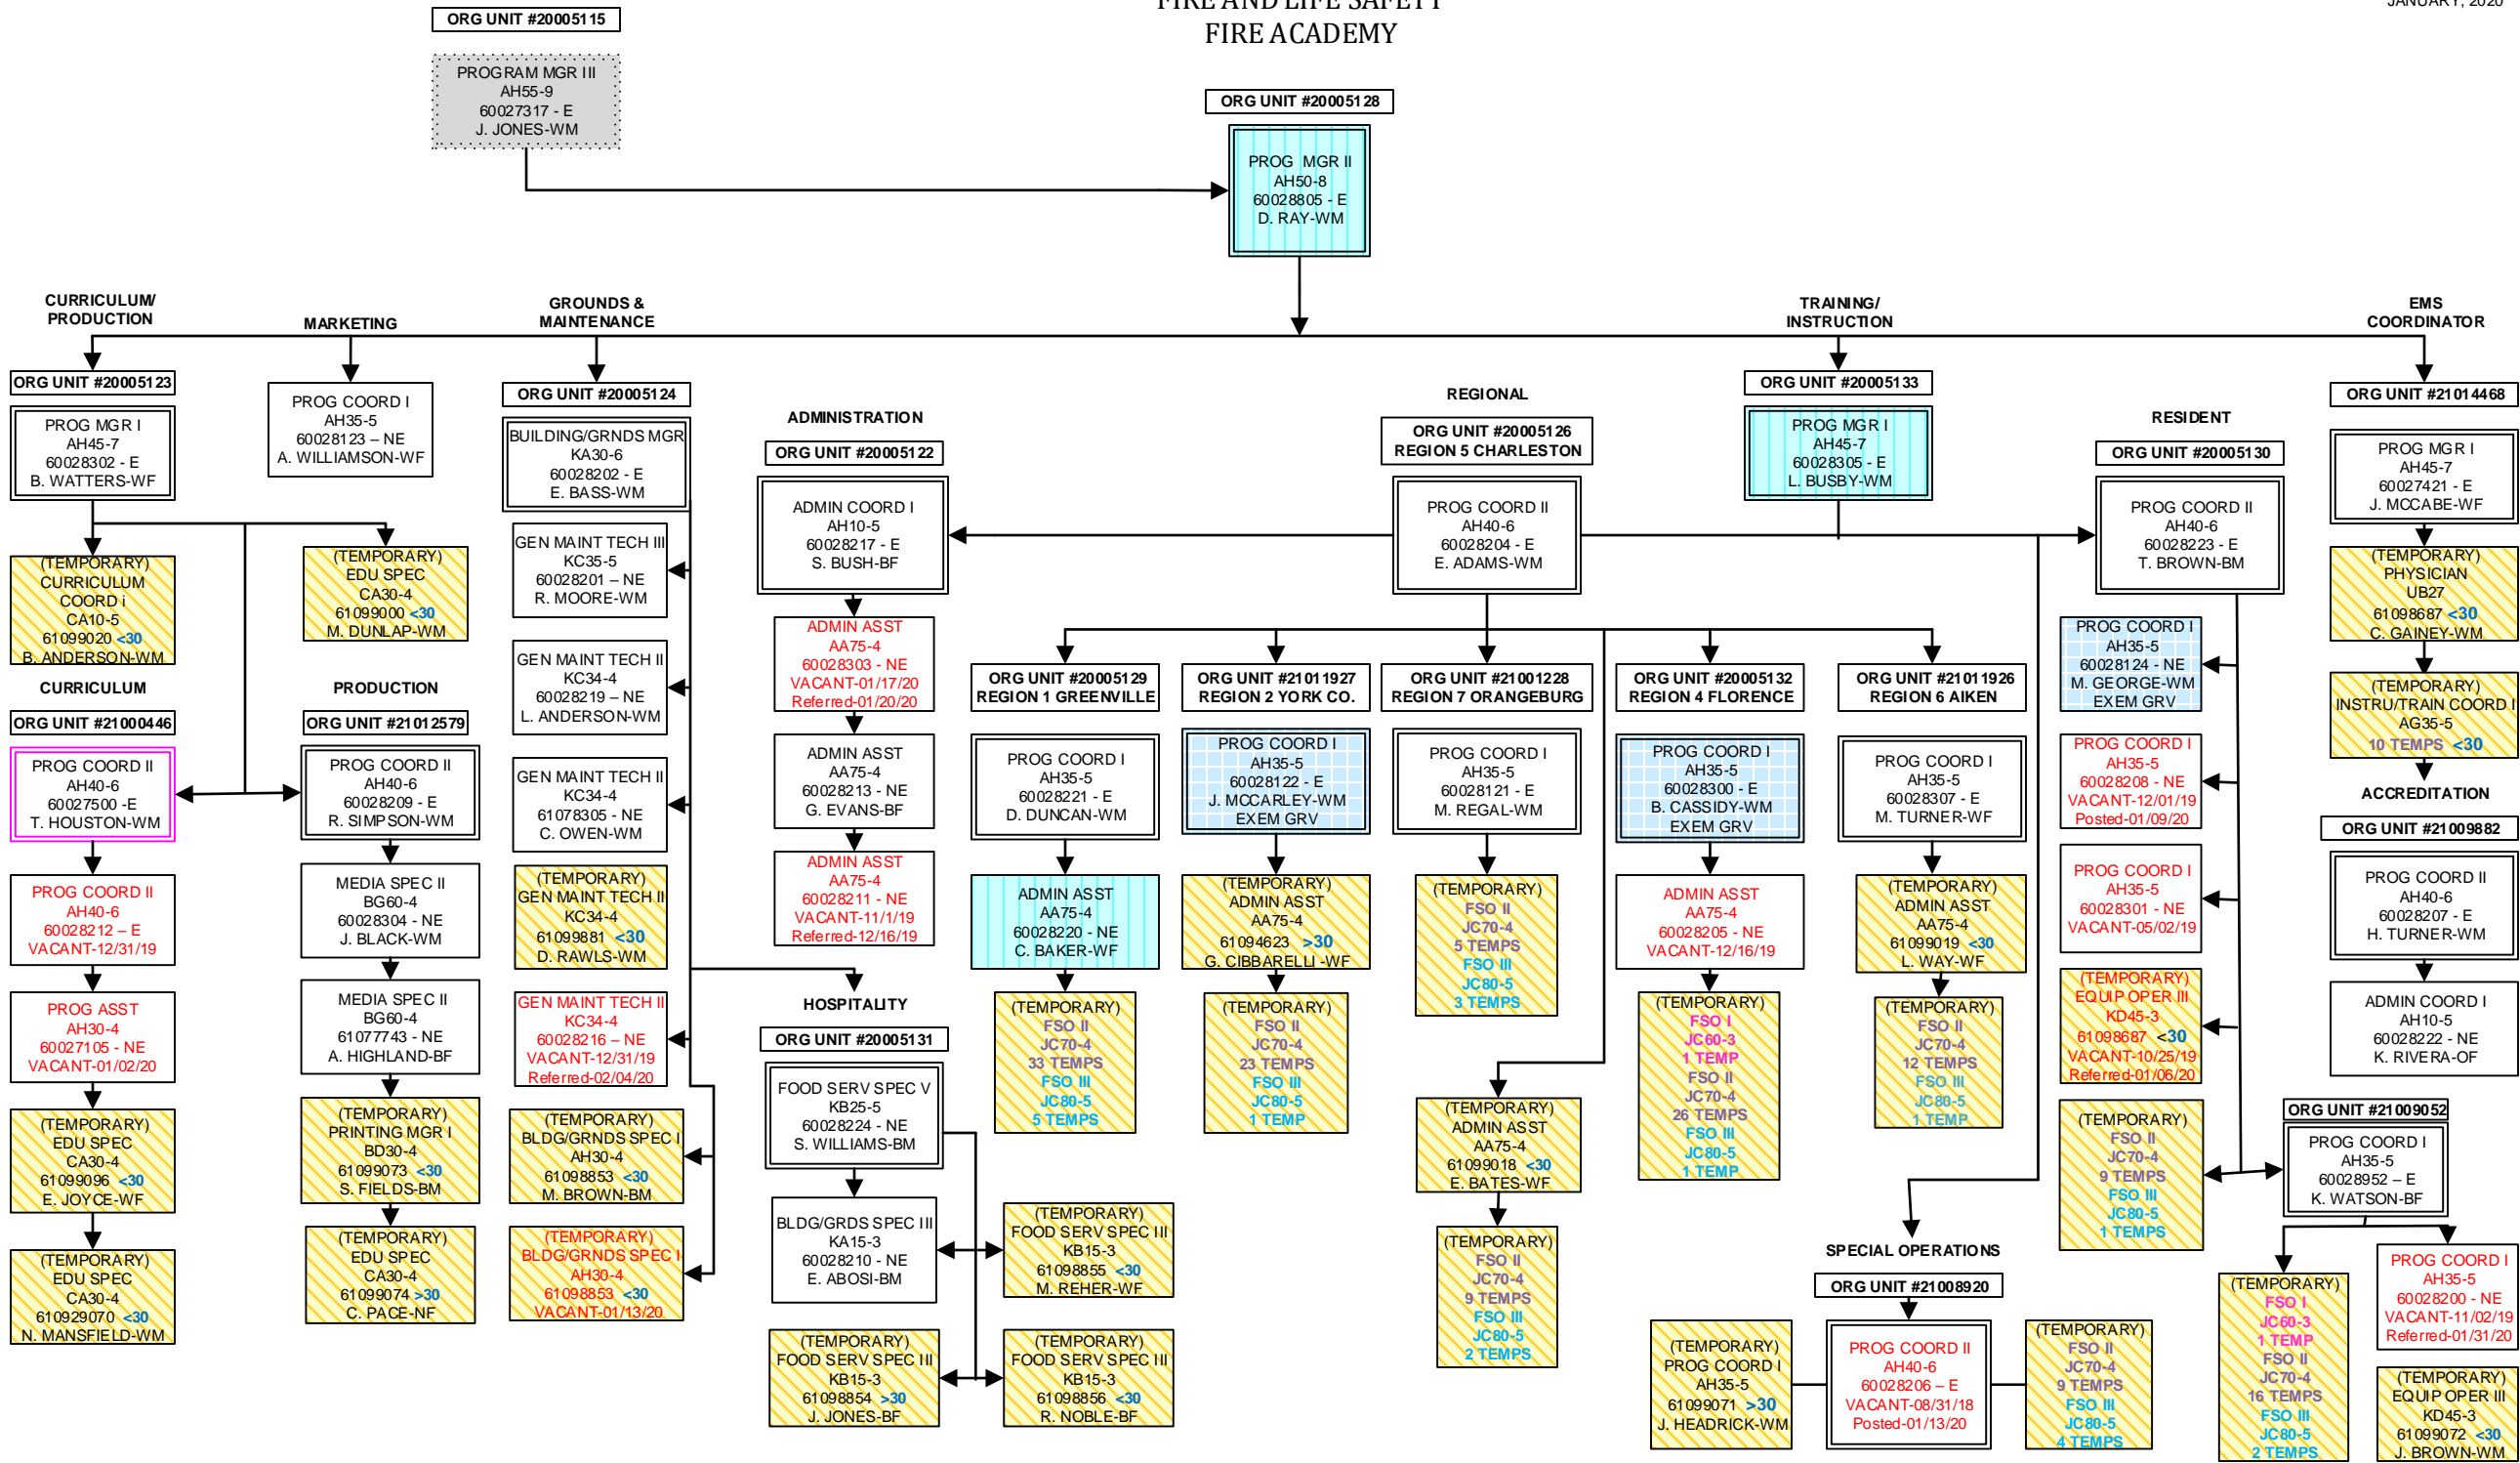 FIRE AND LIFE SAFETY
FIRE ACADEMY
JANUARY, 2020
ORG UNIT #20005115
PROGRAM MGR III
AH55-9
60027317 - E
J. JONES-WM
ORG UNIT #20005128
PROG MGR II
AH50-8
60028805 - E
D. RAY-WM
CURRICULUM/
PRODUCTION
MARKETING
GROUNDS &
MAINTENANCE
TRAINING/
INSTRUCTION
EMS
COORDINATOR
ORG UNIT #20005123
PROG MGR I
AH45-7
60028302 - E
B. WATTERS-WF
(TEMPORARY)
CURRICULUM
COORD i
CA10-5
61099020 <30
B. ANDERSON-WM
(TEMPORARY)
EDU SPEC
CA30-4
61099000 <30
M. DUNLAP-WM
CURRICULUM
ORG UNIT #21000446
PROG COORD II
AH40-6
60027500 -E
T. HOUSTON-WM
PROG COORD II
AH40-6
60028212 – E
VACANT-12/31/19
PROG ASST
AH30-4
60027105 - NE
VACANT-01/02/20
(TEMPORARY)
EDU SPEC
CA30-4
61099096 <30
E. JOYCE-WF
(TEMPORARY)
EDU SPEC
CA30-4
610929070 <30
N. MANSFIELD-WM
PRODUCTION
ORG UNIT #21012579
PROG COORD II
AH40-6
60028209 - E
R. SIMPSON-WM
MEDIA SPEC II
BG60-4
60028304 - NE
J. BLACK-WM
MEDIA SPEC II
BG60-4
61077743 - NE
A. HIGHLAND-BF
(TEMPORARY)
PRINTING MGR I
BD30-4
61099073 <30
S. FIELDS-BM
(TEMPORARY)
EDU SPEC
CA30-4
61099074 >30
C. PACE-NF
PROG COORD I
AH35-5
60028123 – NE
A. WILLIAMSON-WF
ORG UNIT #20005124
BUILDING/GRNDS MGR
KA30-6
60028202 - E
E. BASS-WM
GEN MAINT TECH III
KC35-5
60028201 – NE
R. MOORE-WM
GEN MAINT TECH II
KC34-4
60028219 – NE
L. ANDERSON-WM
GEN MAINT TECH II
KC34-4
61078305 - NE
C. OWEN-WM
(TEMPORARY)
GEN MAINT TECH II
KC34-4
61099881 <30
D. RAWLS-WM
GEN MAINT TECH II
KC34-4
60028216 – NE
VACANT-12/31/19
Referred-02/04/20
(TEMPORARY)
BLDG/GRNDS SPEC I
AH30-4
61098853 <30
M. BROWN-BM
(TEMPORARY)
BLDG/GRNDS SPEC I
AH30-4
61098853 <30
VACANT-01/13/20
HOSPITALITY
ORG UNIT #20005131
FOOD SERV SPEC V
KB25-5
60028224 - NE
S. WILLIAMS-BM
BLDG/GRDS SPEC III
KA15-3
60028210 - NE
E. ABOSI-BM
(TEMPORARY)
FOOD SERV SPEC III
KB15-3
61098855 <30
M. REHER-WF
(TEMPORARY)
FOOD SERV SPEC III
KB15-3
61098854 >30
J. JONES-BF
(TEMPORARY)
FOOD SERV SPEC III
KB15-3
61098856 <30
R. NOBLE-BF
ADMINISTRATION
ORG UNIT #20005122
ADMIN COORD I
AH10-5
60028217 - E
S. BUSH-BF
ADMIN ASST
AA75-4
60028303 - NE
VACANT-01/17/20
Referred-01/20/20
ADMIN ASST
AA75-4
60028213 - NE
G. EVANS-BF
ADMIN ASST
AA75-4
60028211 - NE
VACANT-11/1/19
Referred-12/16/19
REGIONAL
ORG UNIT #20005126
REGION 5 CHARLESTON
PROG COORD II
AH40-6
60028204 - E
E. ADAMS-WM
ORG UNIT #20005133
PROG MGR I
AH45-7
60028305 - E
L. BUSBY-WM
ORG UNIT #20005129
REGION 1 GREENVILLE
PROG COORD I
AH35-5
60028221 - E
D. DUNCAN-WM
ADMIN ASST
AA75-4
60028220 - NE
C. BAKER-WF
(TEMPORARY)
FSO II
JC70-4
33 TEMPS
FSO III
JC80-5
5 TEMPS
ORG UNIT #21011927
REGION 2 YORK CO.
PROG COORD I
AH35-5
60028122 - E
J. MCCARLEY-WM
EXEM GRV
(TEMPORARY)
ADMIN ASST
AA75-4
61094623 >30
G. CIBBARELLI -WF
(TEMPORARY)
FSO II
JC70-4
23 TEMPS
FSO III
JC80-5
1 TEMP
ORG UNIT #21001228
REGION 7 ORANGEBURG
PROG COORD I
AH35-5
60028121 - E
M. REGAL-WM
(TEMPORARY)
FSO II
JC70-4
5 TEMPS
FSO III
JC80-5
3 TEMPS
(TEMPORARY)
ADMIN ASST
AA75-4
61099018 <30
E. BATES-WF
(TEMPORARY)
FSO II
JC70-4
9 TEMPS
FSO III
JC80-5
2 TEMPS
ORG UNIT #20005132
REGION 4 FLORENCE
PROG COORD I
AH35-5
60028300 - E
B. CASSIDY-WM
EXEM GRV
ADMIN ASST
AA75-4
60028205 - NE
VACANT-12/16/19
(TEMPORARY)
FSO I
JC60-3
1 TEMP
FSO II
JC70-4
26 TEMPS
FSO III
JC80-5
1 TEMP
ORG UNIT #21011926
REGION 6 AIKEN
PROG COORD I
AH35-5
60028307 - E
M. TURNER-WF
(TEMPORARY)
ADMIN ASST
AA75-4
61099019 <30
L. WAY-WF
(TEMPORARY)
FSO II
JC70-4
12 TEMPS
FSO III
JC80-5
1 TEMP
SPECIAL OPERATIONS
ORG UNIT #21008920
(TEMPORARY)
PROG COORD I
AH35-5
61099071 >30
J. HEADRICK-WM
PROG COORD II
AH40-6
60028206 – E
VACANT-08/31/18
Posted-01/13/20
(TEMPORARY)
FSO II
JC70-4
9 TEMPS
FSO III
JC80-5
4 TEMPS
RESIDENT
ORG UNIT #20005130
PROG COORD II
AH40-6
60028223 - E
T. BROWN-BM
PROG COORD I
AH35-5
60028124 - NE
M. GEORGE-WM
EXEM GRV
PROG COORD I
AH35-5
60028208 - NE
VACANT-12/01/19
Posted-01/09/20
PROG COORD I
AH35-5
60028301 - NE
VACANT-05/02/19
(TEMPORARY)
EQUIP OPER III
KD45-3
61098687 <30
VACANT-10/25/19
Referred-01/06/20
(TEMPORARY)
FSO II
JC70-4
9 TEMPS
FSO III
JC80-5
1 TEMPS
ORG UNIT #21009052
PROG COORD I
AH35-5
60028952 – E
K. WATSON-BF
(TEMPORARY)
FSO I
JC60-3
1 TEMP
FSO II
JC70-4
16 TEMPS
FSO III
JC80-5
2 TEMPS
PROG COORD I
AH35-5
60028200 - NE
VACANT-11/02/19
Referred-01/31/20
(TEMPORARY)
EQUIP OPER III
KD45-3
61099072 <30
J. BROWN-WM
ORG UNIT #21014468
PROG MGR I
AH45-7
60027421 - E
J. MCCABE-WF
(TEMPORARY)
PHYSICIAN
UB27
61098687 <30
C. GAINEY-WM
(TEMPORARY)
INSTRU/TRAIN COORD I
AG35-5
10 TEMPS <30
ACCREDITATION
ORG UNIT #21009882
PROG COORD II
AH40-6
60028207 - E
H. TURNER-WM
ADMIN COORD I
AH10-5
60028222 - NE
K. RIVERA-OF